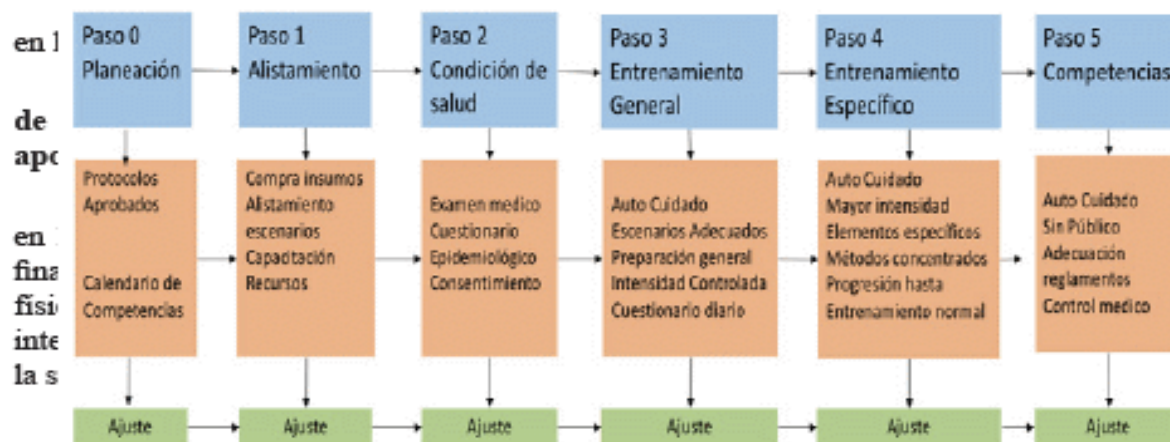 en
de
en
la s
Paso 0
Planeación
Paso 1
Alistamiento
Paso 2
Condición de
salud
Paso 3
Entrenamiento
General
Paso 4
Entrenamiento
Específico
Paso 5
Competencias
Protocolos
Aprobados
Calendario de
Competencias
Compra insumos
Alistamiento
escenarios
Capacitación
Recursos
Examen medico
Cuestionario
Epidemiológico
Consentimiento
Auto Cuidado
Escenarios Adecuados
Preparación general
Intensidad Controlada
Cuestionario diario
Auto Cuidado
Mayor intensidad
Elementos específicos
Métodos concentrados
Progresión hasta
Entrenamiento normal
Auto Cuidado
Sin Público
Adecuación
reglamentos
Control medico
Ajuste
Ajuste
Ajuste
Ajuste
Ajuste
Ajuste